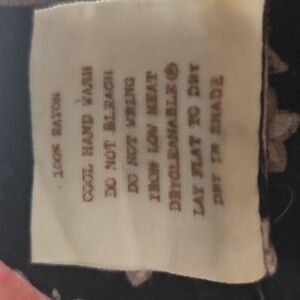 100% RAYON
COOL HAND WASH
DO NOT BLEACH
DO NOT WRING
IRON LOW HEAT
DRYCLEANABLE Ⓟ
LAY FLAT TO DRY
DRY IN SHADE